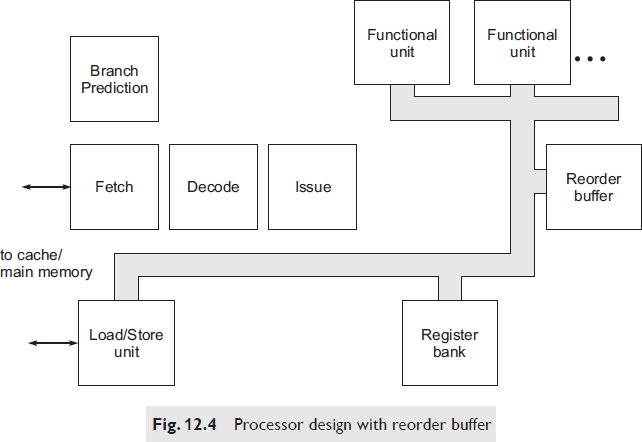 Functional
unit
Functional
unit
...
Branch
Prediction
Fetch
Decode
Issue
Reorder
buffer
to cache/
main memory
Load/Store
unit
Register
bank
Fig. 12.4 Processor design with reorder buffer